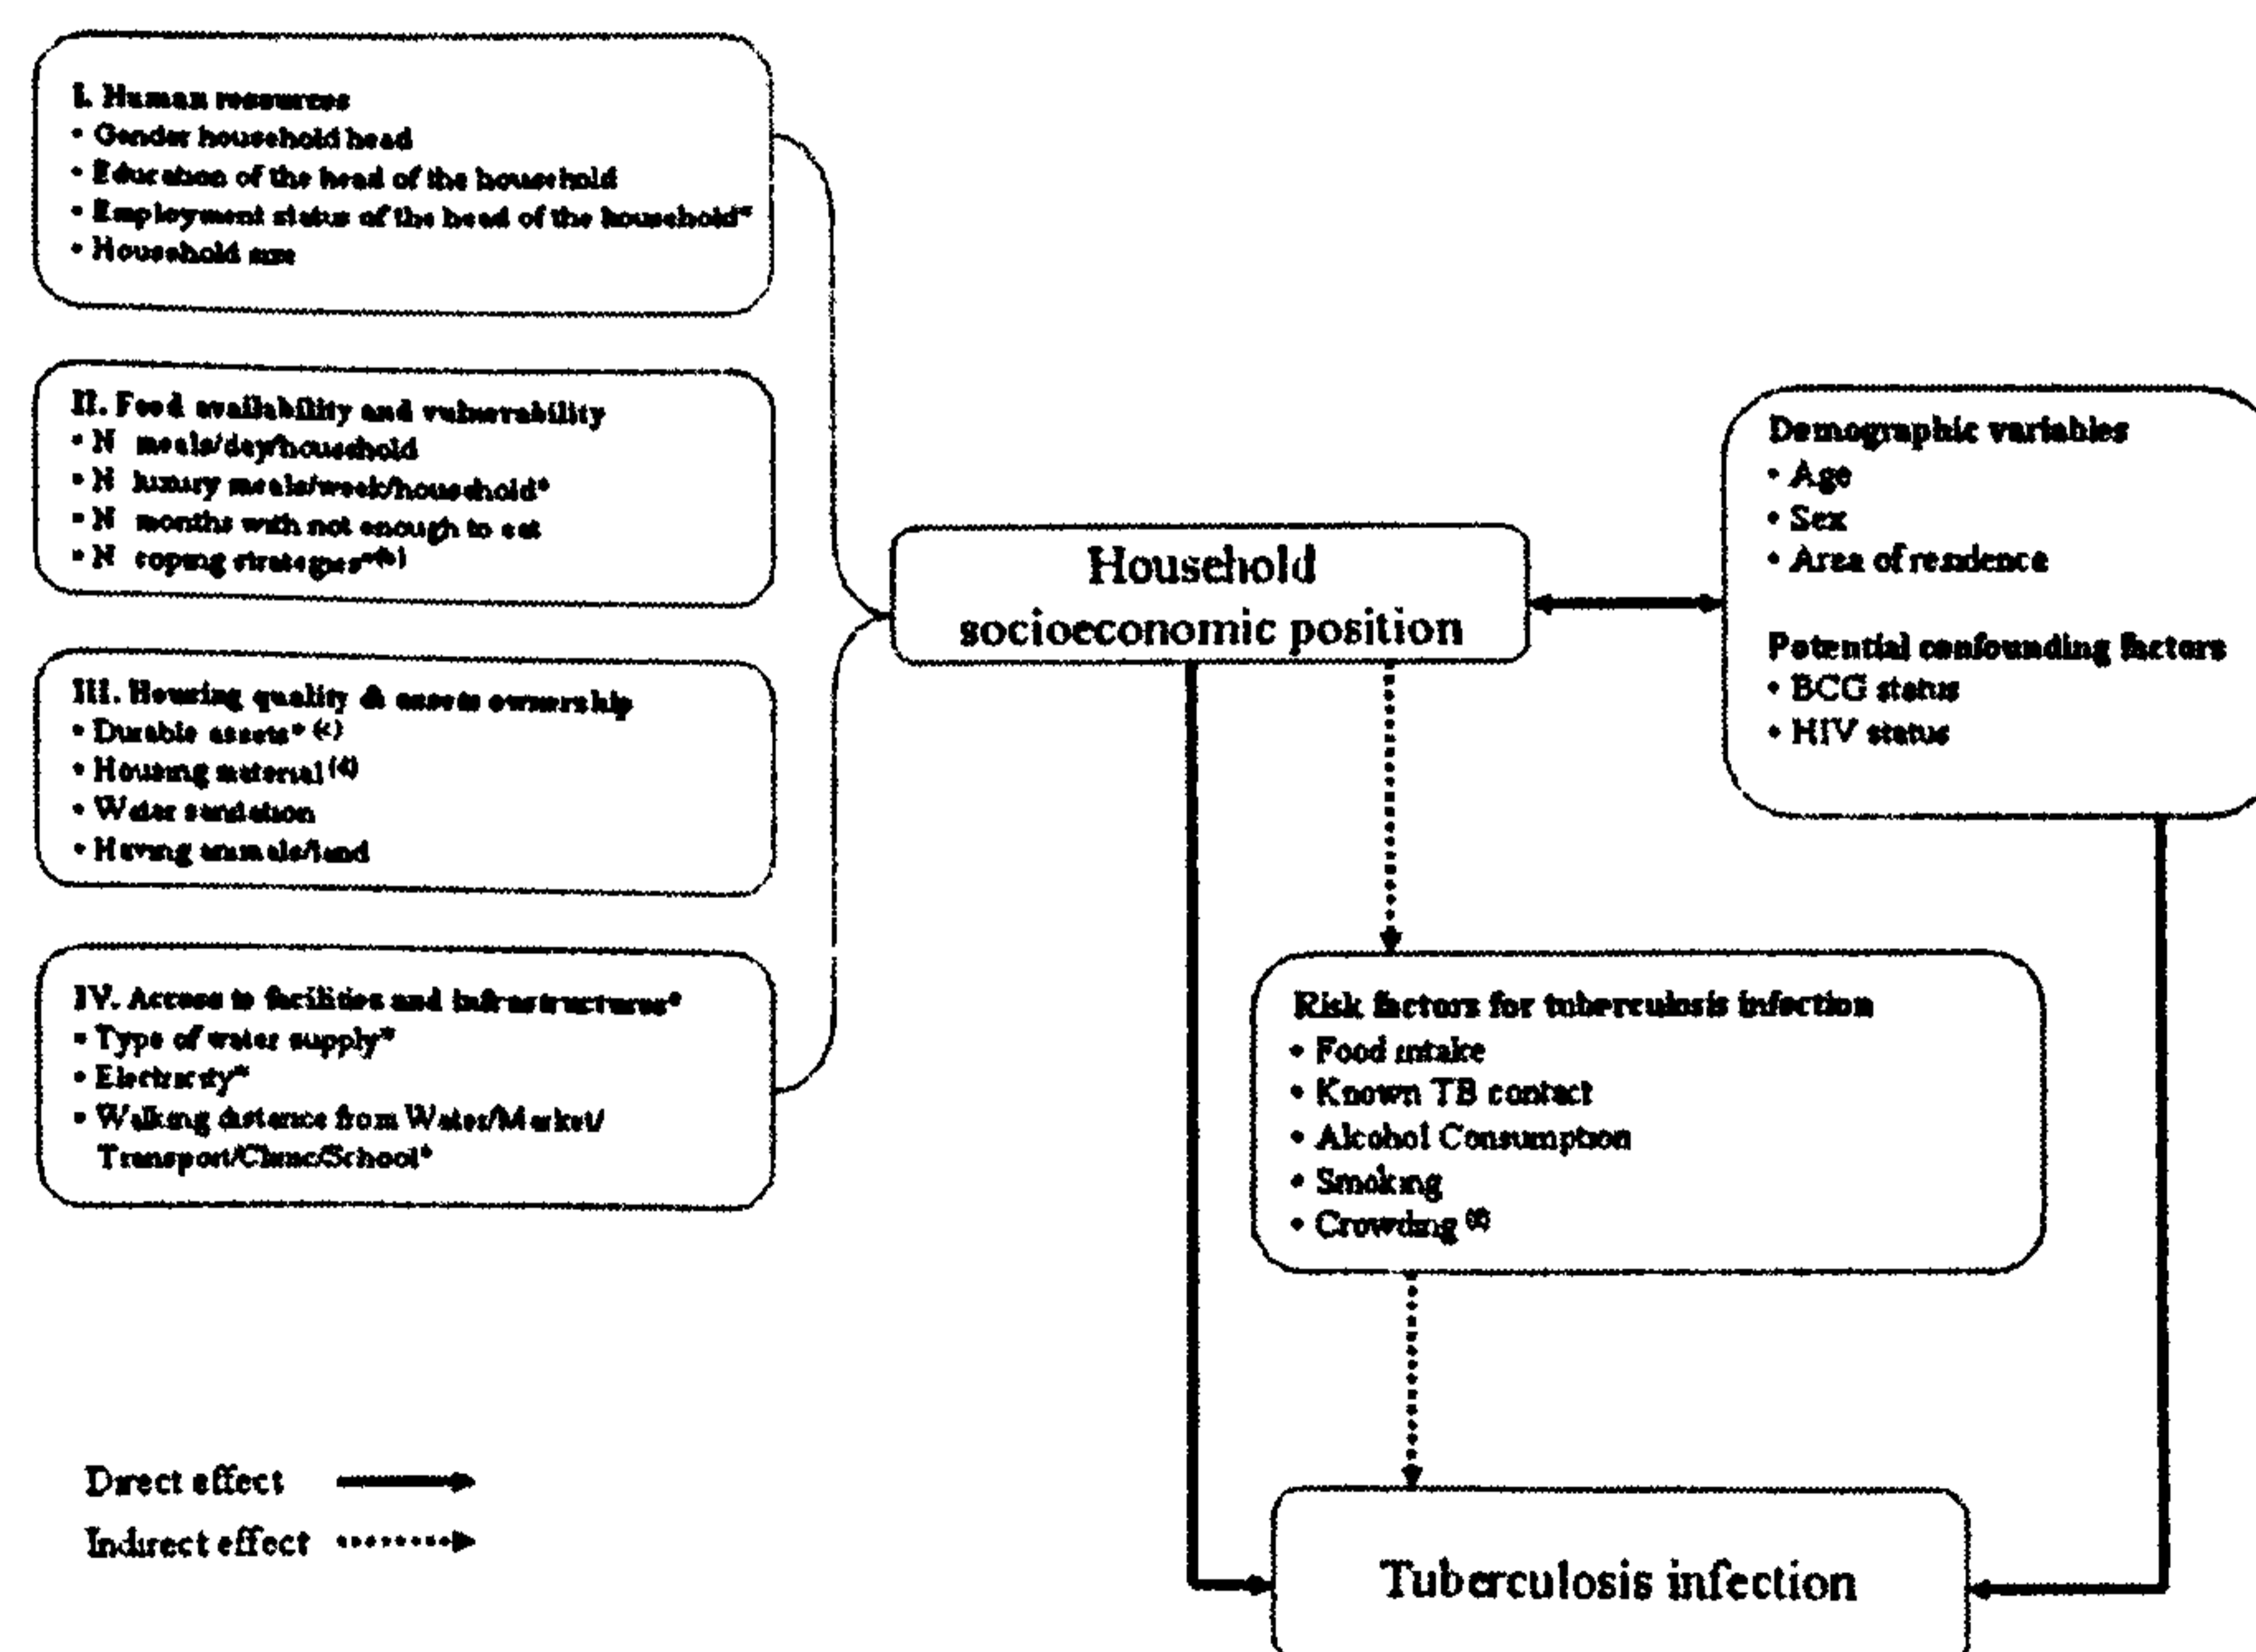 I. Human resources
• Gender household head
• Education of the head of the household
• Employment status of the head of the household*
• Household size
II. Food availability and vulnerability
• N meals/day/household
• N luxury meals/week/household*
• N months with not enough to eat
• N coping strategies*(b)
III. Housing quality & assets ownership
• Durable assets* (c)
• Housing material (d)
• Water sanitation
• Having animals/land
IV. Access to facilities and infrastructures*
• Type of water supply*
• Electricity*
• Walking distance from Water/Market/
Transport/Clinic/School*
Household
socioeconomic position
Demographic variables
• Age
• Sex
• Area of residence
Potential confounding factors
• BCG status
• HIV status
Risk factors for tuberculosis infection
• Food intake
• Known TB contact
• Alcohol Consumption
• Smoking
• Crowding
Tuberculosis infection
Direct effect
Indirect effect